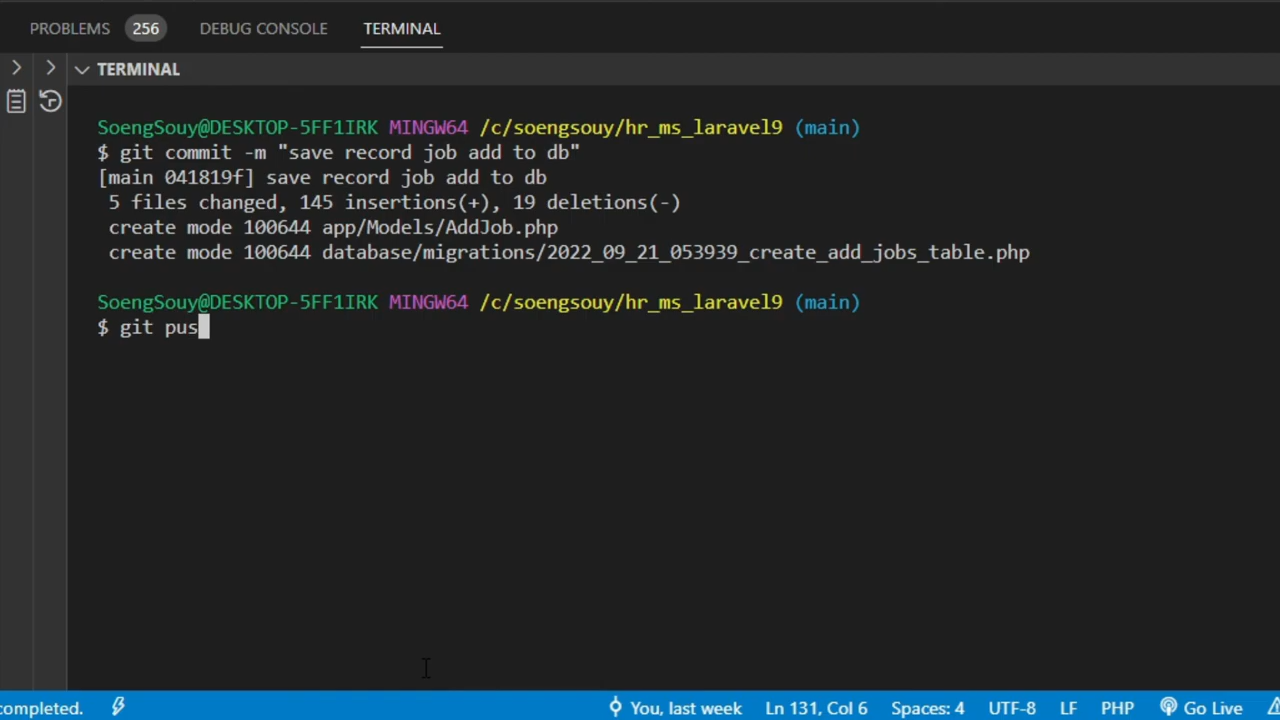 PROBLEMS 256 DEBUG CONSOLE TERMINAL
TERMINAL
SoengSouy@DESKTOP-5FF1IRK MINGW64 /c/soengsouy/hr_ms_laravel9 (main)
$ git commit -m "save record job add to db"
[main 041819f] save record job add to db
5 files changed, 145 insertions(+), 19 deletions(-)
create mode 100644 app/Models/AddJob.php
create mode 100644 database/migrations/2022_09_21_053939_create_add_jobs_table.php
SoengSouy@DESKTOP-5FF1IRK MINGW64 /c/soengsouy/hr_ms_laravel9 (main)
$ git pus
completed. You, last week Ln 131, Col 6 Spaces: 4 UTF-8 LF PHP Go Live